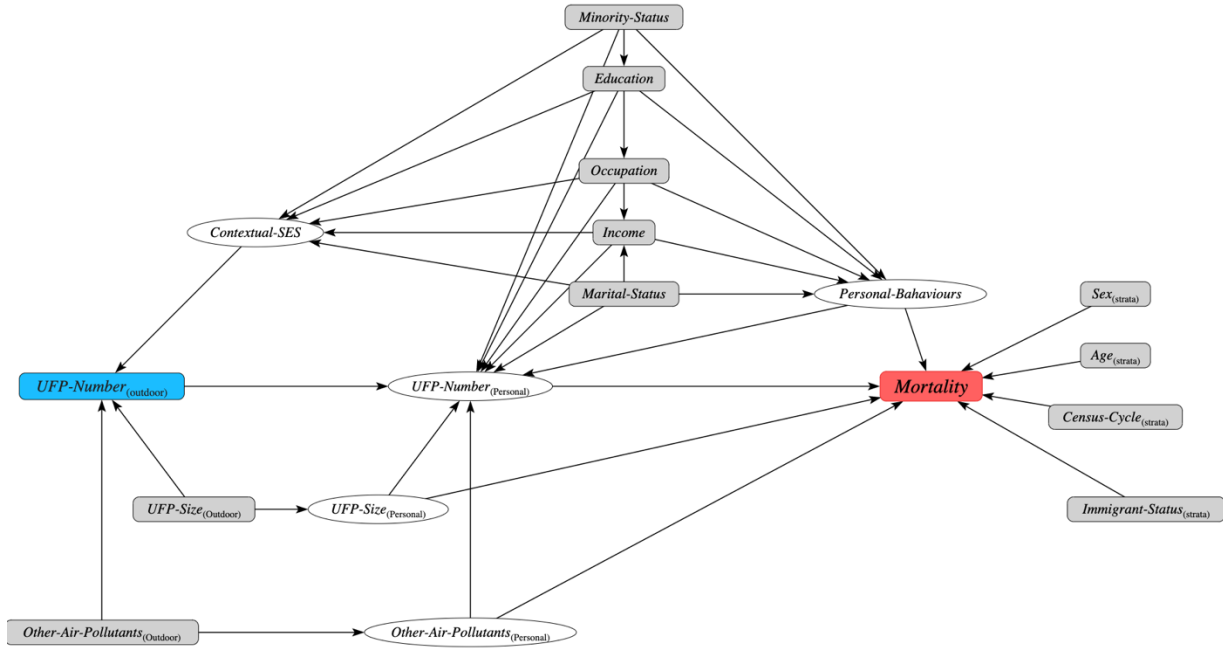 Minority-Status
Education
Occupation
Contextual-SES
Income
Marital-Status
Personal-Bahaviours
Sex(strata)
Age(strata)
UFP-Number(outdoor)
UFP-Number(Personal)
Mortality
Census-Cycle(strata)
UFP-Size(Outdoor)
UFP-Size(Personal)
Immigrant-Status(strata)
Other-Air-Pollutants(Outdoor)
Other-Air-Pollutants(Personal)